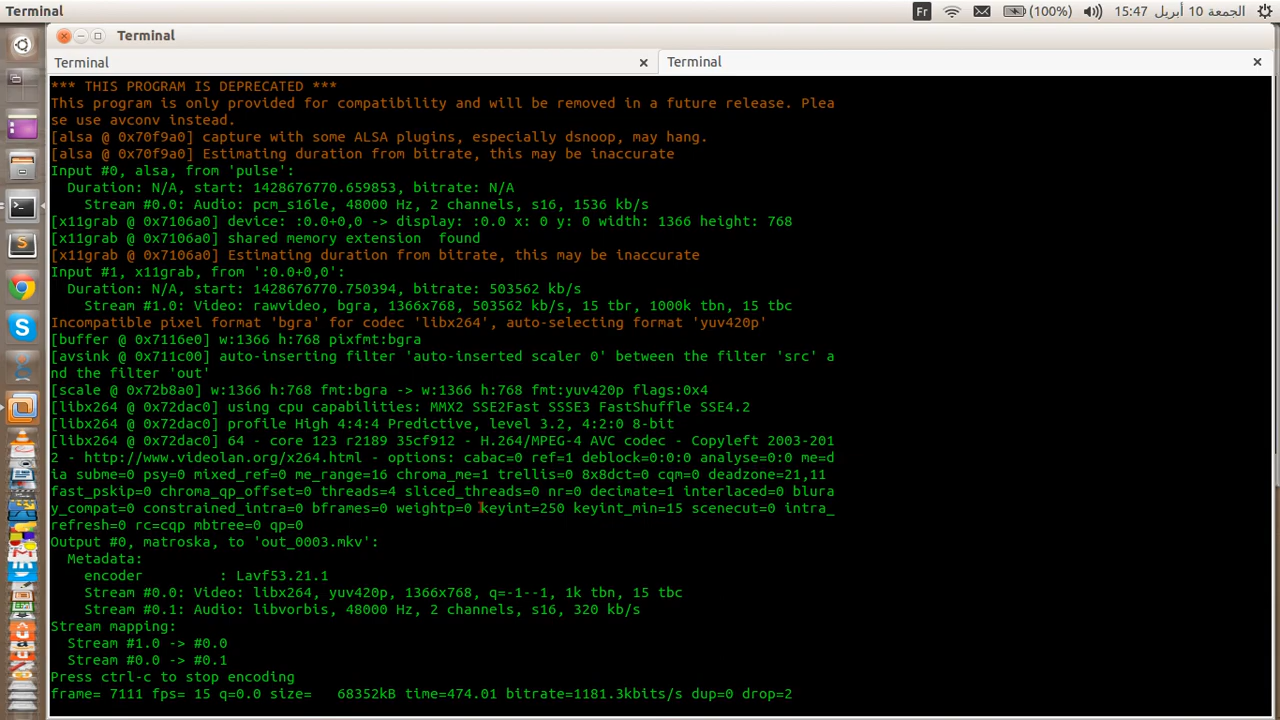 Terminal
Fr
(100%)
15:47 الجمعة 10 أبريل
Terminal
Terminal
Terminal
*** THIS PROGRAM IS DEPRECATED ***
This program is only provided for compatibility and will be removed in a future release. Plea
se use avconv instead.
[alsa @ 0x70f9a0] capture with some ALSA plugins, especially dsnoop, may hang.
[alsa @ 0x70f9a0] Estimating duration from bitrate, this may be inaccurate
Input #0, alsa, from 'pulse':
Duration: N/A, start: 1428676770.659853, bitrate: N/A
Stream #0.0: Audio: pcm_s16le, 48000 Hz, 2 channels, s16, 1536 kb/s
[x11grab @ 0x7106a0] device: :0.0+0,0 -> display: :0.0 x: 0 y: 0 width: 1366 height: 768
[x11grab @ 0x7106a0] shared memory extension  found
[x11grab @ 0x7106a0] Estimating duration from bitrate, this may be inaccurate
Input #1, x11grab, from ':0.0+0,0':
Duration: N/A, start: 1428676770.750394, bitrate: 503562 kb/s
Stream #1.0: Video: rawvideo, bgra, 1366x768, 503562 kb/s, 15 tbr, 1000k tbn, 15 tbc
Incompatible pixel format 'bgra' for codec 'libx264', auto-selecting format 'yuv420p'
[buffer @ 0x7116e0] w:1366 h:768 pixfmt:bgra
[avsink @ 0x711c00] auto-inserting filter 'auto-inserted scaler 0' between the filter 'src' a
nd the filter 'out'
[scale @ 0x72b8a0] w:1366 h:768 fmt:bgra -> w:1366 h:768 fmt:yuv420p flags:0x4
[libx264 @ 0x72dac0] using cpu capabilities: MMX2 SSE2Fast SSSE3 FastShuffle SSE4.2
[libx264 @ 0x72dac0] profile High 4:4:4 Predictive, level 3.2, 4:2:0 8-bit
[libx264 @ 0x72dac0] 64 - core 123 r2189 35cf912 - H.264/MPEG-4 AVC codec - Copyleft 2003-201
2 - http://www.videolan.org/x264.html - options: cabac=0 ref=1 deblock=0:0:0 analyse=0:0 me=d
ia subme=0 psy=0 mixed_ref=0 me_range=16 chroma_me=1 trellis=0 8x8dct=0 cqm=0 deadzone=21,11
fast_pskip=0 chroma_qp_offset=0 threads=4 sliced_threads=0 nr=0 decimate=1 interlaced=0 blura
y_compat=0 constrained_intra=0 bframes=0 weightp=0 keyint=250 keyint_min=15 scenecut=0 intra_
refresh=0 rc=cqp mbtree=0 qp=0
Output #0, matroska, to 'out_0003.mkv':
Metadata:
encoder         : Lavf53.21.1
Stream #0.0: Video: libx264, yuv420p, 1366x768, q=-1--1, 1k tbn, 15 tbc
Stream #0.1: Audio: libvorbis, 48000 Hz, 2 channels, s16, 320 kb/s
Stream mapping:
Stream #1.0 -> #0.0
Stream #0.0 -> #0.1
Press ctrl-c to stop encoding
frame= 7111 fps= 15 q=0.0 size=   68352kB time=474.01 bitrate=1181.3kbits/s dup=0 drop=2